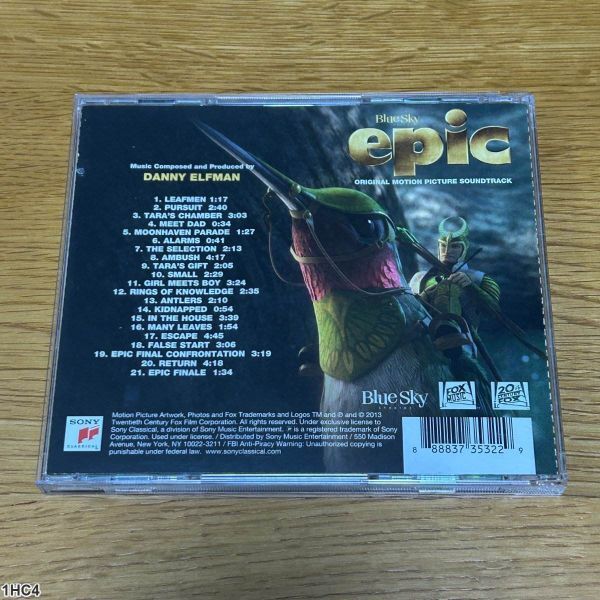 Blue Sky
epic
ORIGINAL MOTION PICTURE SOUNDTRACK
Music Composed and Produced by
DANNY ELFMAN
1. LEAFMEN 1:17
2. PURSUIT 2:40
3. TARA'S CHAMBER 3:03
4. MEET DAD 0:34
5. MOONHAVEN PARADE 1:27
6. ALARMS 0:41
7. THE SELECTION 2:13
8. AMBUSH 4:17
9. TARA'S GIFT 2:05
10. SMALL 2:29
11. GIRL MEETS BOY 3:24
12. RINGS OF KNOWLEDGE 2:35
13. ANTLERS 2:10
14. KIDNAPPED 0:54
15. IN THE HOUSE 3:39
16. MANY LEAVES 1:54
17. ESCAPE 4:45
18. FALSE START 3:06
19. EPIC FINAL CONFRONTATION 3:19
20. RETURN 4:18
21. EPIC FINALE 1:34
Blue Sky
STUDIOS
FOX
MUSIC
SONY
CLASSICAL
Motion Picture Artwork, Photos and Fox Trademarks and Logos TM and ℗ and © 2013
Twentieth Century Fox Film Corporation. All rights reserved. Under exclusive license to
Sony Classical, a division of Sony Music Entertainment. is a registered trademark of Sony
Corporation. Used under license. / Distributed by Sony Music Entertainment / 550 Madison
Avenue, New York, NY 10022-3211 / FBI Anti-Piracy Warning: Unauthorized copying is
punishable under federal law. www.sonyclassical.com
8 88837 35322 9
1HC4